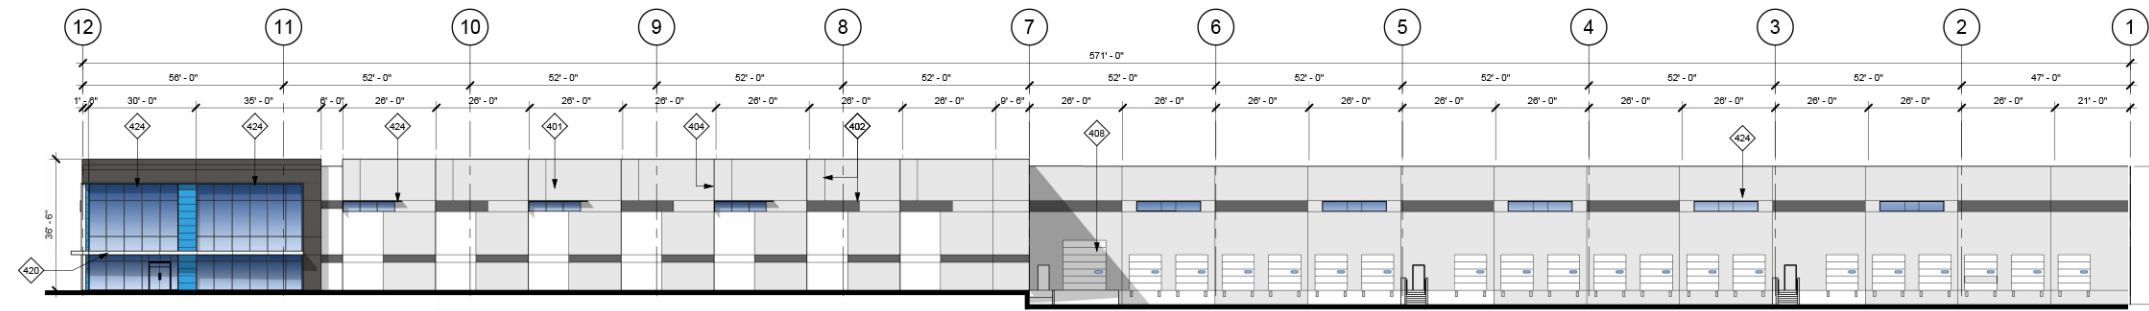 12 11 10 9 8 7 6 5 4 3 2 1
571' - 0"
56' - 0" 52' - 0" 52' - 0" 52' - 0" 52' - 0" 52' - 0" 52' - 0" 52' - 0" 52' - 0" 52' - 0" 47' - 0"
1' - 6" 30' - 0" 35' - 0" 6' - 0" 26' - 0" 26' - 0" 26' - 0" 26' - 0" 26' - 0" 26' - 0" 26' - 0" 9' - 6" 26' - 0" 26' - 0" 26' - 0" 26' - 0" 26' - 0" 26' - 0" 26' - 0" 26' - 0" 26' - 0" 26' - 0" 26' - 0" 21' - 0"
424 424 424 401 404 402 408 424
36' - 6"
420